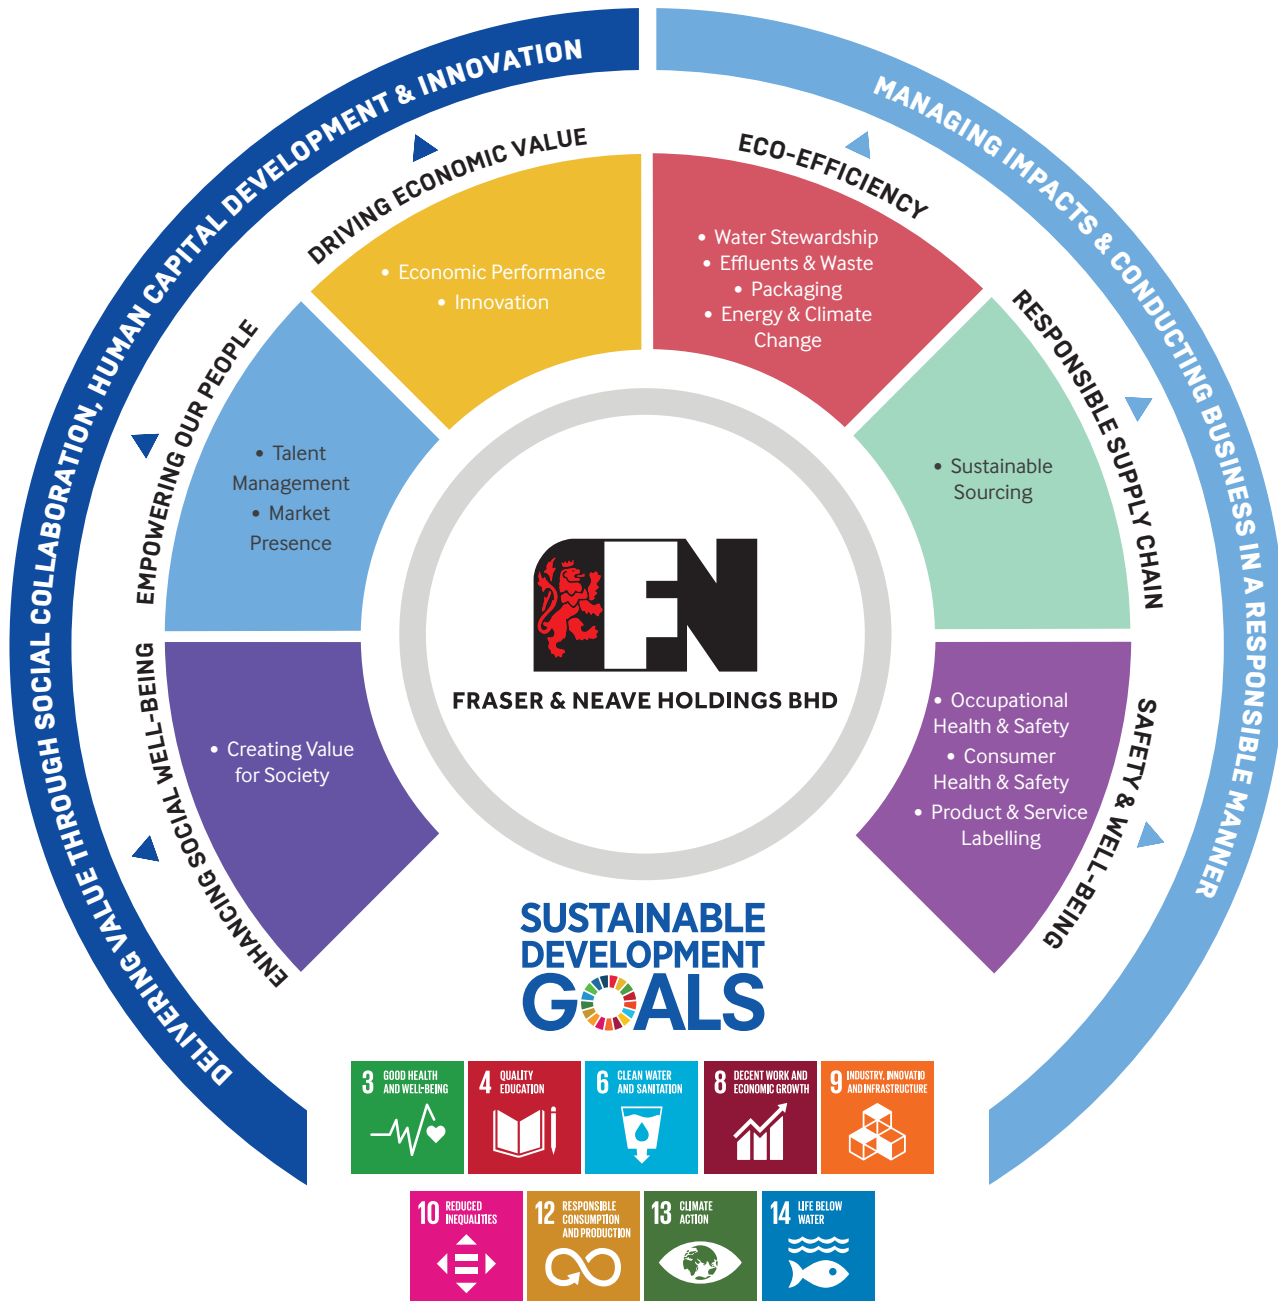 DELIVERING VALUE THROUGH SOCIAL COLLABORATION, HUMAN CAPITAL DEVELOPMENT & INNOVATION
MANAGING IMPACTS & CONDUCTING BUSINESS IN A RESPONSIBLE MANNER
DRIVING ECONOMIC VALUE
• Economic Performance
• Innovation
ECO-EFFICIENCY
• Water Stewardship
• Effluents & Waste
• Packaging
• Energy & Climate
Change
EMPOWERING OUR PEOPLE
• Talent
Management
• Market
Presence
RESPONSIBLE SUPPLY CHAIN
• Sustainable
Sourcing
ENHANCING SOCIAL WELL-BEING
• Creating Value
for Society
SAFETY & WELL-BEING
• Occupational
Health & Safety
• Consumer
Health & Safety
• Product & Service
Labelling
FN
FRASER & NEAVE HOLDINGS BHD
SUSTAINABLE
DEVELOPMENT
GOALS
3 GOOD HEALTH
AND WELL-BEING
4 QUALITY
EDUCATION
6 CLEAN WATER
AND SANITATION
8 DECENT WORK AND
ECONOMIC GROWTH
9 INDUSTRY, INNOVATIO
AND INFRASTRUCTURE
10 REDUCED
INEQUALITIES
12 RESPONSIBLE
CONSUMPTION
AND PRODUCTION
13 CLIMATE
ACTION
14 LIFE BELOW
WATER